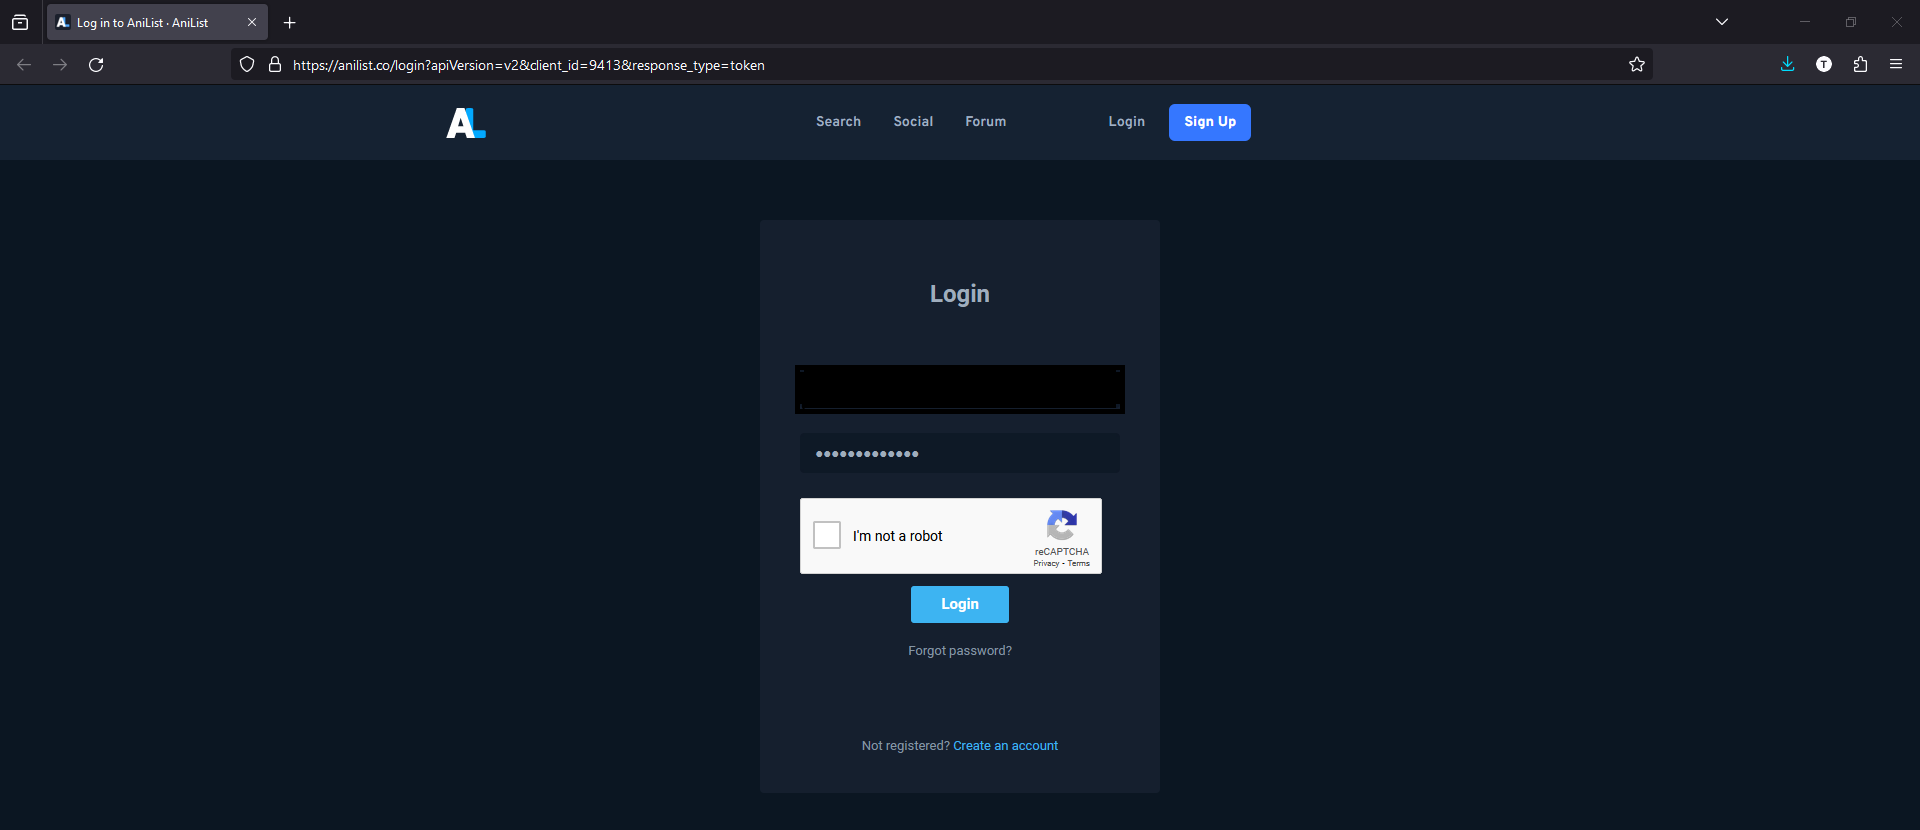 Log in to AniList · AniList
https://anilist.co/login?apiVersion=v2&client_id=9413&response_type=token
T
AL
Search Social Forum Login Sign Up
Login
•••••••••••••
I'm not a robot
reCAPTCHA
Privacy - Terms
Login
Forgot password?
Not registered? Create an account